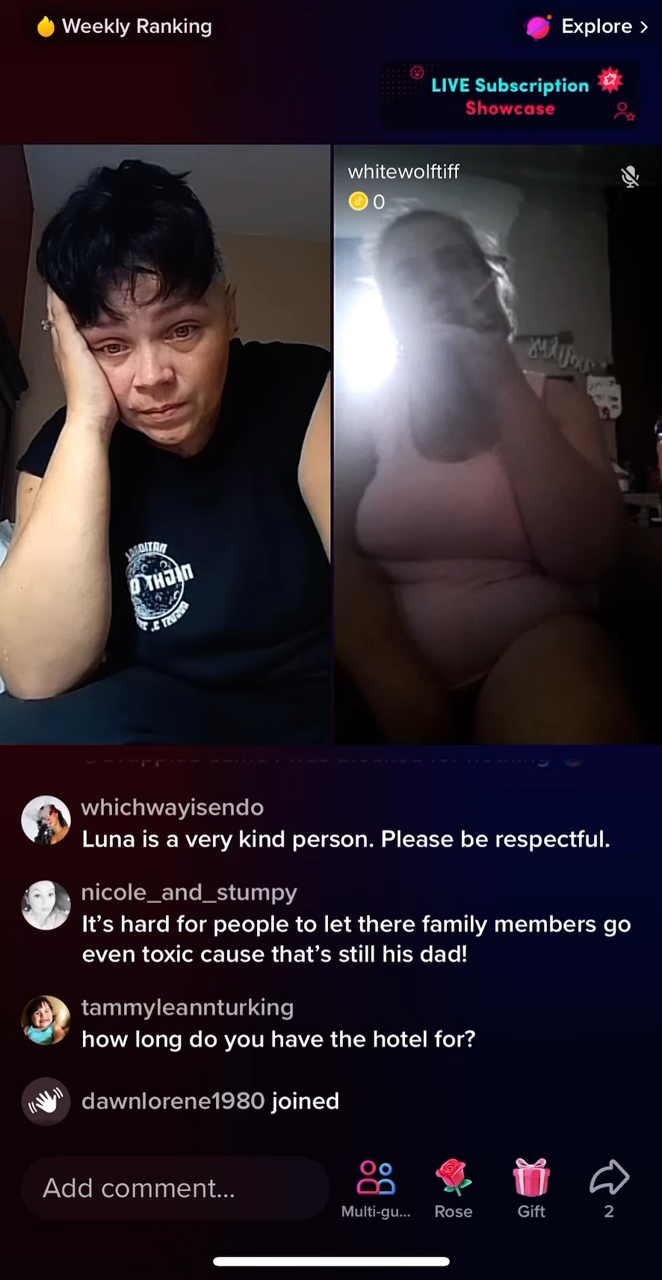 Weekly Ranking
Explore >
LIVE Subscription
Showcase
whitewolftiff
0
whichwayisendo
Luna is a very kind person. Please be respectful.
nicole_and_stumpy
It’s hard for people to let there family members go
even toxic cause that’s still his dad!
tammyleannturking
how long do you have the hotel for?
dawnlorene1980 joined
Add comment...
Multi-gu...
Rose
Gift
2